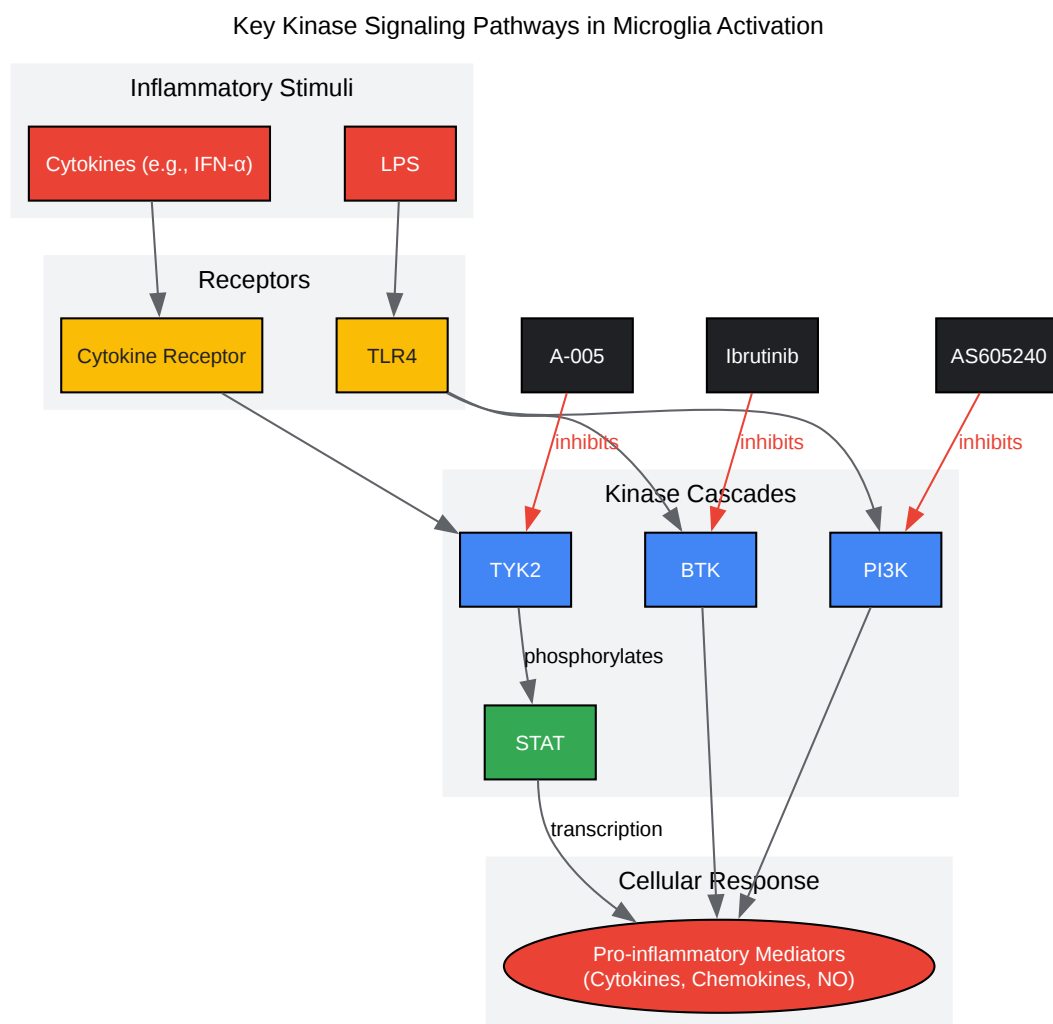 Key Kinase Signaling Pathways in Microglia Activation
Inflammatory Stimuli
Cytokines (e.g., IFN-α)
LPS
Receptors
Cytokine Receptor
TLR4
A-005
Ibrutinib
AS605240
inhibits
inhibits
inhibits
Kinase Cascades
TYK2
BTK
PI3K
phosphorylates
STAT
transcription
Cellular Response
Pro-inflammatory Mediators
(Cytokines, Chemokines, NO)